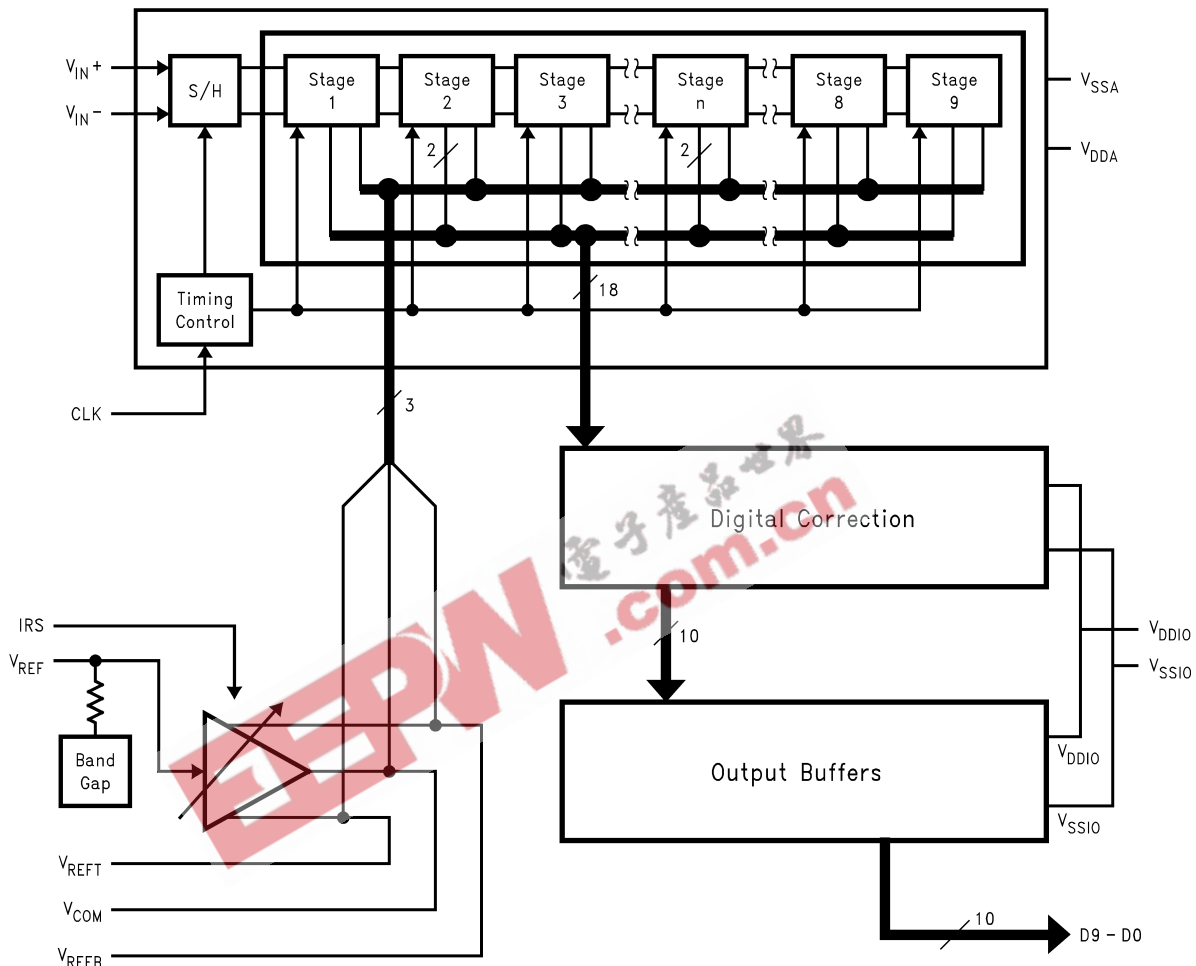 VIN+
VIN−
S/H
Stage
1
Stage
2
Stage
3
Stage
n
Stage
8
Stage
9
VSSA
VDDA
2
2
18
Timing
Control
CLK
3
電子產品世界
.com.cn
EEPW
Digital Correction
IRS
VREF
10
VDDIO
VSSIO
Band
Gap
Output Buffers
VDDIO
VSSIO
VREFT
VCOM
VREFB
10
D9 – D0